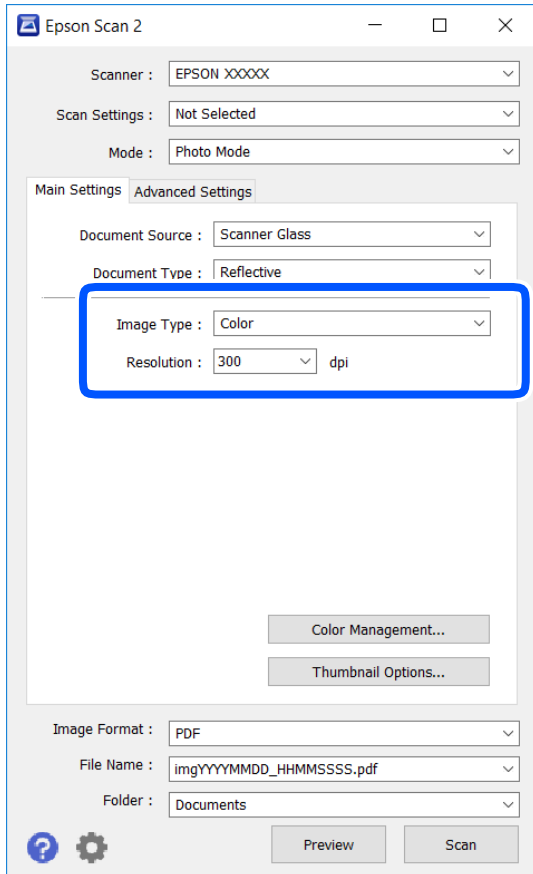 Epson Scan 2
Scanner : EPSON XXXXX
Scan Settings : Not Selected
Mode : Photo Mode
Main Settings Advanced Settings
Document Source : Scanner Glass
Document Type : Reflective
Image Type : Color
Resolution : 300 dpi
Color Management...
Thumbnail Options...
Image Format : PDF
File Name : imgYYYYMMDD_HHMMSSSS.pdf
Folder : Documents
? Preview Scan